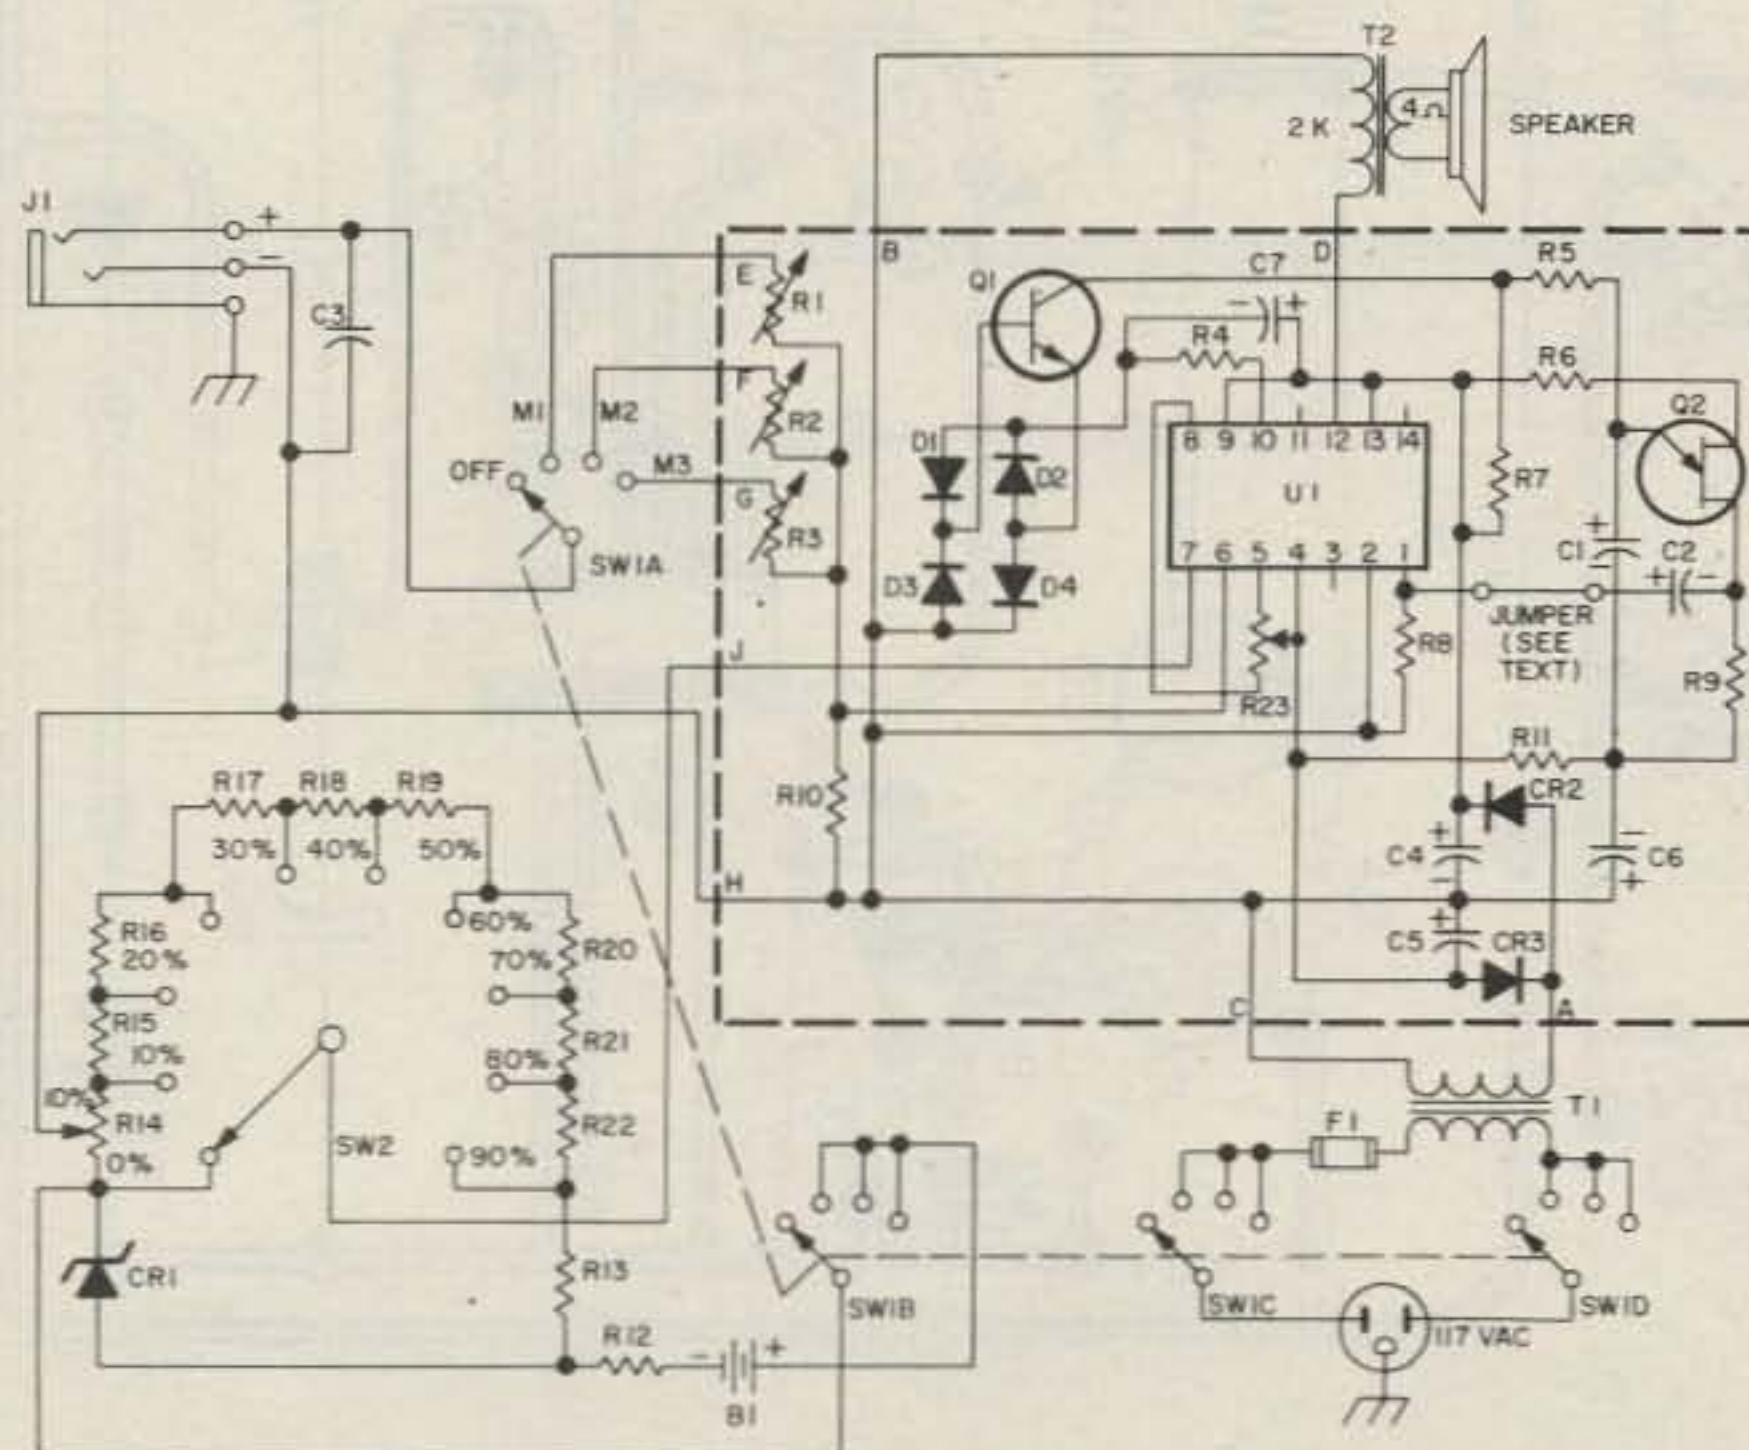 T2
2 K
4Ω
SPEAKER
J1
+
−
C3
B
D
E
R1
Q1
C7
−
+
R5
R4
R6
F
R2
M1
M2
Q2
OFF
M3
G
R3
D1
D2
8 9 10 11 12 13 14
U1
7 6 5 4 3 2 1
R7
SW1A
D3
D4
C1
+
−
C2
+
−
JUMPER
(SEE
TEXT)
J
R8
R9
R23
R11
R17 R18 R19
R10
CR2
30% 40% 50%
C4
+
−
C6
−
+
H
60%
R16
20%
70%
R20
C5
+
CR3
C
A
R15
10%
R21
80%
10%
R14
0%
SW2
R22
90%
T1
F1
CR1
R13
SW1B
SW1C
SW1D
117 VAC
R12
−
+
B1